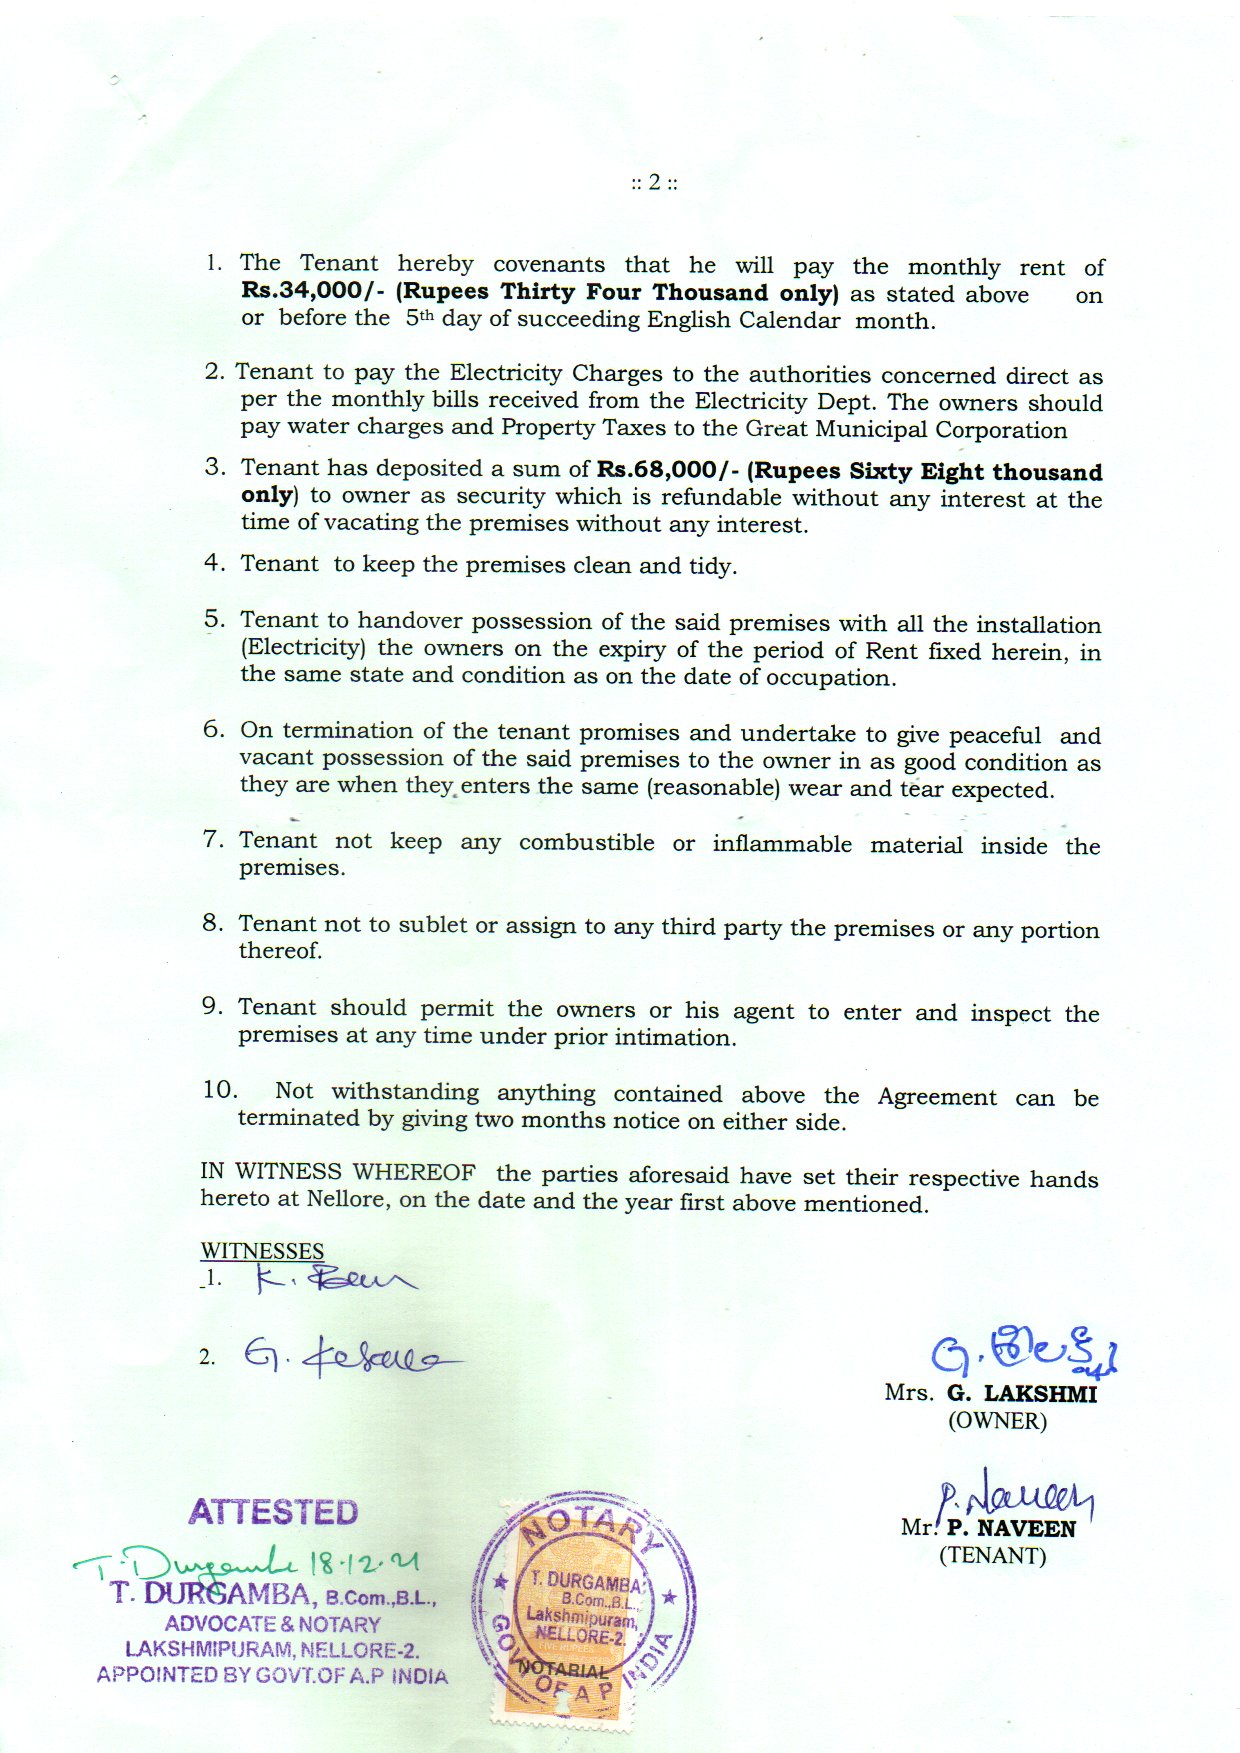 :: 2 ::
1. The Tenant hereby covenants that he will pay the monthly rent of
Rs.34,000/- (Rupees Thirty Four Thousand only) as stated above on
or before the 5th day of succeeding English Calendar month.
2. Tenant to pay the Electricity Charges to the authorities concerned direct as
per the monthly bills received from the Electricity Dept. The owners should
pay water charges and Property Taxes to the Great Municipal Corporation
3. Tenant has deposited a sum of Rs.68,000/- (Rupees Sixty Eight thousand
only) to owner as security which is refundable without any interest at the
time of vacating the premises without any interest.
4. Tenant to keep the premises clean and tidy.
5. Tenant to handover possession of the said premises with all the installation
(Electricity) the owners on the expiry of the period of Rent fixed herein, in
the same state and condition as on the date of occupation.
6. On termination of the tenant promises and undertake to give peaceful and
vacant possession of the said premises to the owner in as good condition as
they are when they enters the same (reasonable) wear and tear expected.
7. Tenant not keep any combustible or inflammable material inside the
premises.
8. Tenant not to sublet or assign to any third party the premises or any portion
thereof.
9. Tenant should permit the owners or his agent to enter and inspect the
premises at any time under prior intimation.
10. Not withstanding anything contained above the Agreement can be
terminated by giving two months notice on either side.
IN WITNESS WHEREOF the parties aforesaid have set their respective hands
hereto at Nellore, on the date and the year first above mentioned.
WITNESSES
1. K.
2. G.
Mrs. G. LAKSHMI
(OWNER)
P. Naveen
Mr. P. NAVEEN
(TENANT)
ATTESTED
T. Durgamba 18.12.21
T. DURGAMBA, B.Com.,B.L.,
ADVOCATE & NOTARY
LAKSHMIPURAM, NELLORE-2.
APPOINTED BY GOVT.OF A.P INDIA
NOTARY
T. DURGAMBA,
B.Com.,B.L.,
Lakshmipuram,
NELLORE-2.
NOTARIAL
GOVT OF A P INDIA